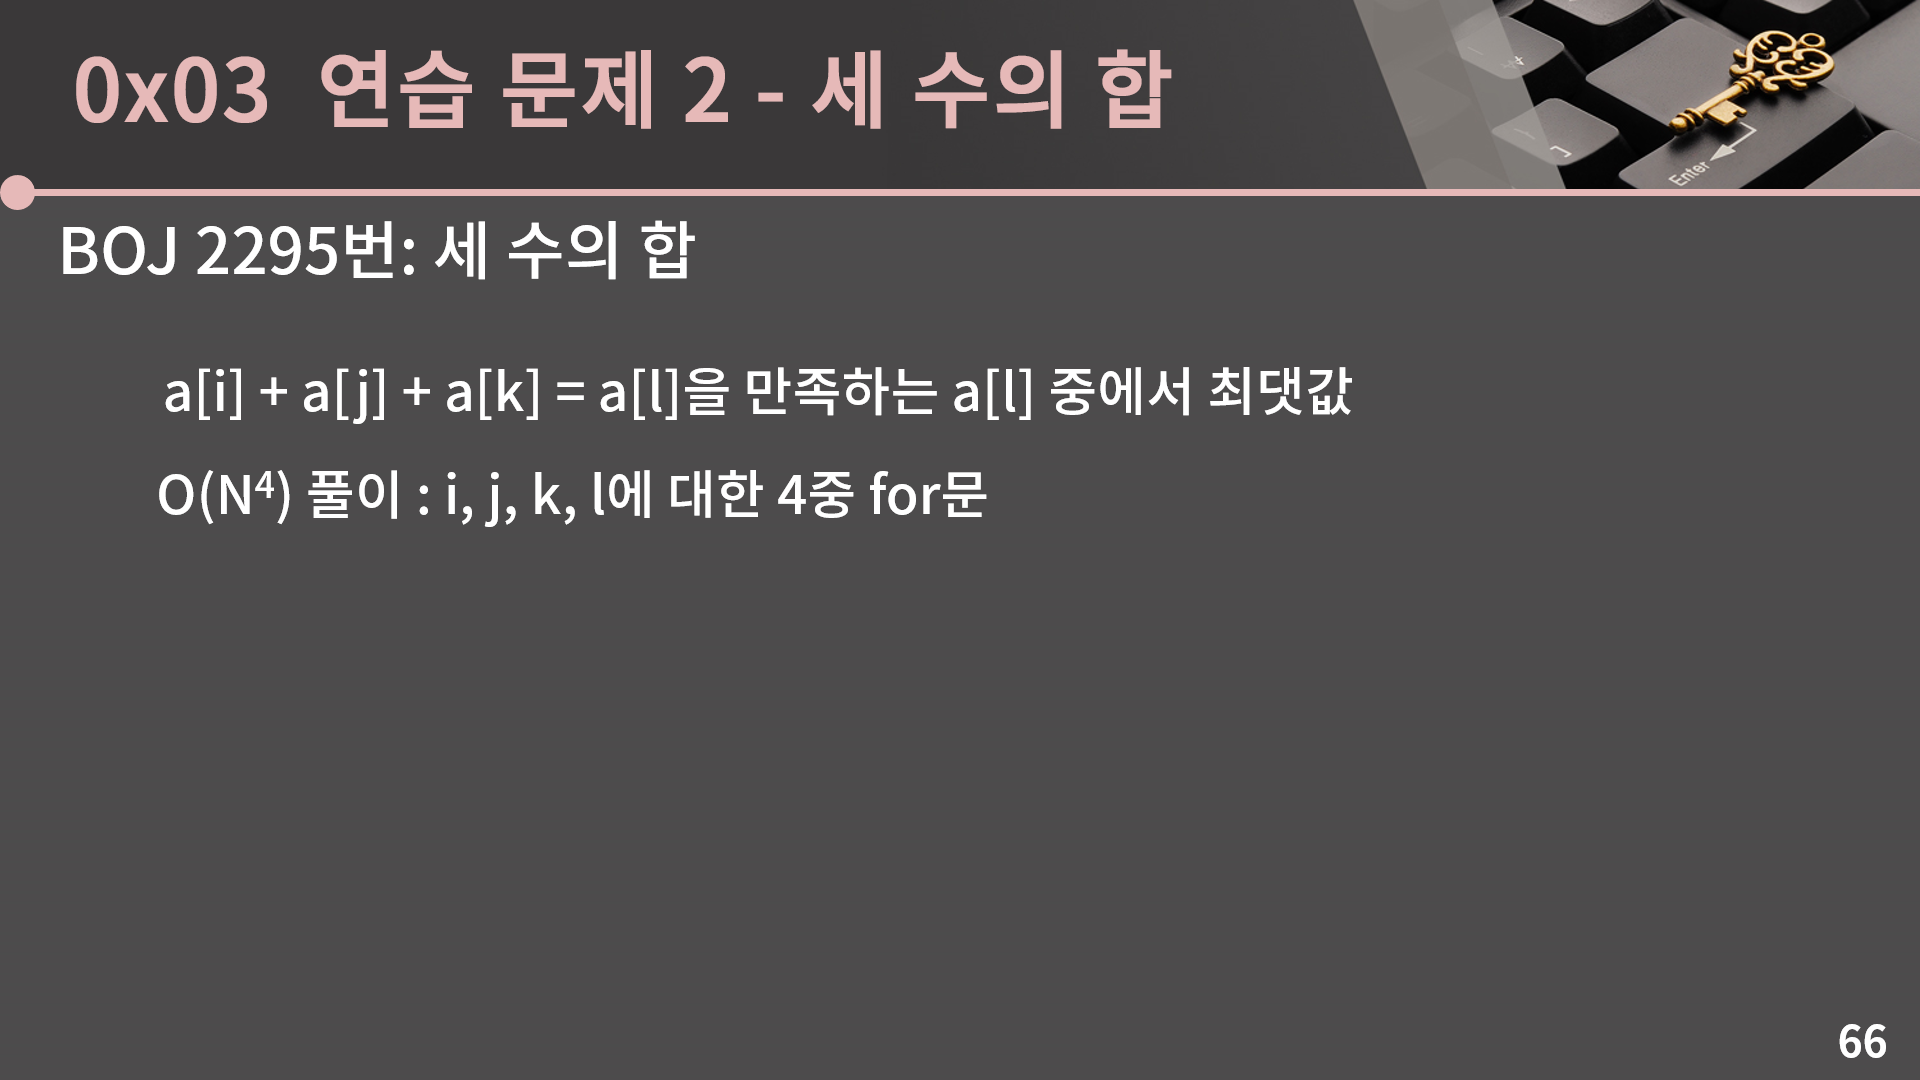 0x03 연습 문제 2 - 세 수의 합
Enter
BOJ 2295번: 세 수의 합
a[i] + a[j] + a[k] = a[l]을 만족하는 a[l] 중에서 최댓값
O(N⁴) 풀이 : i, j, k, l에 대한 4중 for문
66